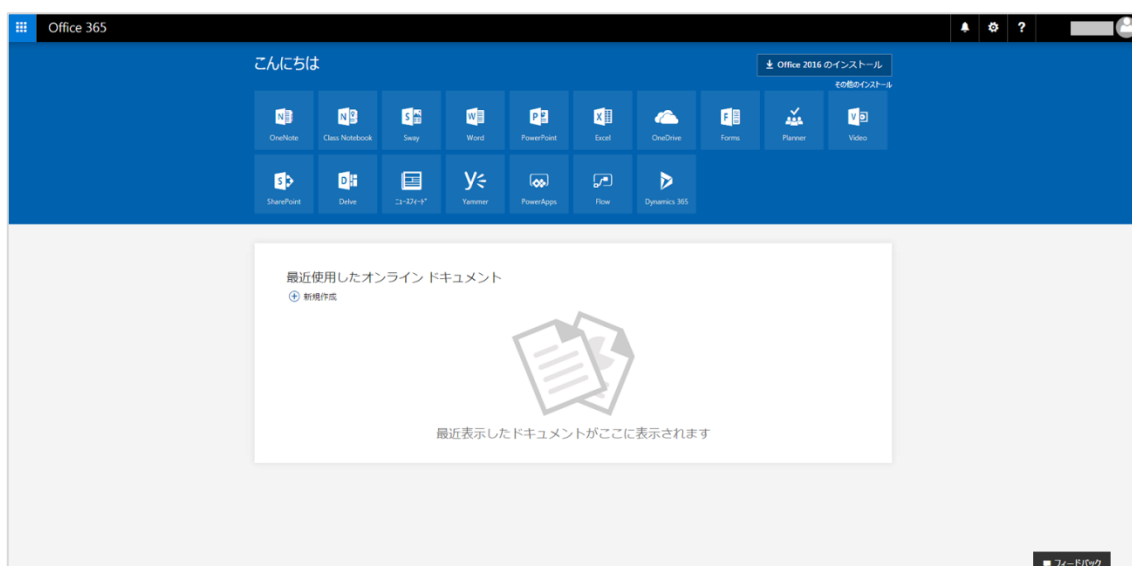 Office 365
?
こんにちは
Office 2016 のインストール
その他のインストール
OneNote
Class Notebook
Sway
Word
PowerPoint
Excel
OneDrive
Forms
Planner
Video
SharePoint
Delve
ﾆｭｰｽﾌｨｰﾄﾞ
Yammer
PowerApps
Flow
Dynamics 365
最近使用したオンライン ドキュメント
新規作成
最近表示したドキュメントがここに表示されます
フィードバック